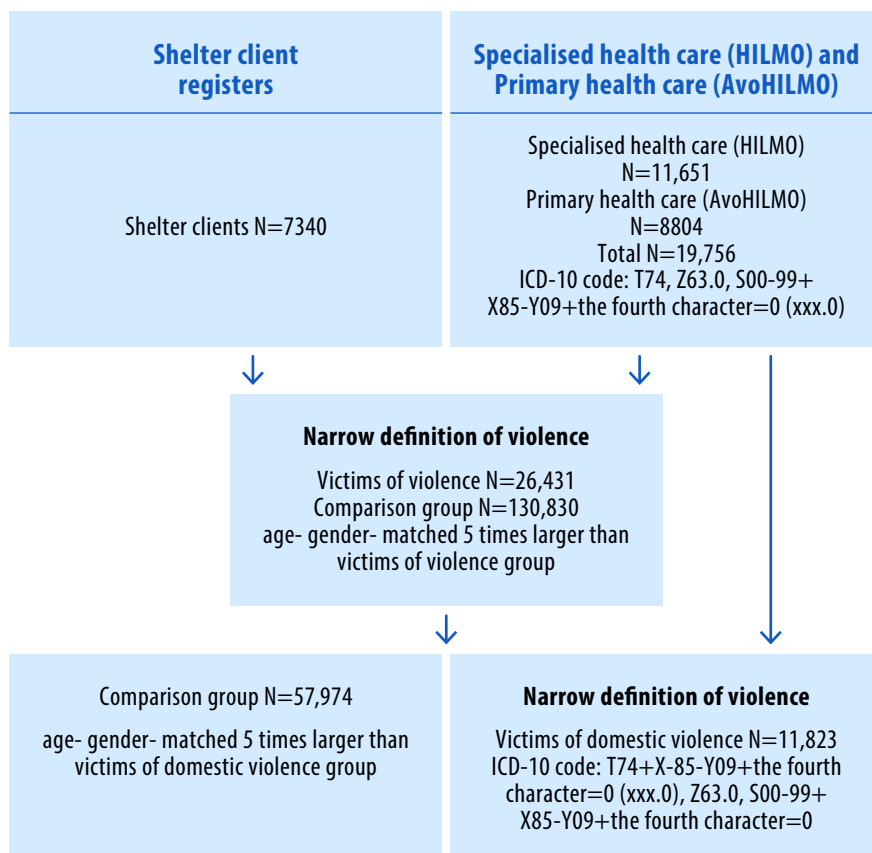 Shelter client
registers
Specialised health care (HILMO) and
Primary health care (AvoHILMO)
Shelter clients N=7340
Specialised health care (HILMO)
N=11,651
Primary health care (AvoHILMO)
N=8804
Total N=19,756
ICD-10 code: T74, Z63.0, S00-99+
X85-Y09+the fourth character=0 (xxx.0)
Narrow definition of violence
Victims of violence N=26,431
Comparison group N=130,830
age- gender- matched 5 times larger than
victims of violence group
Comparison group N=57,974
age- gender- matched 5 times larger than
victims of domestic violence group
Narrow definition of violence
Victims of domestic violence N=11,823
ICD-10 code: T74+X-85-Y09+the fourth
character=0 (xxx.0), Z63.0, S00-99+
X85-Y09+the fourth character=0